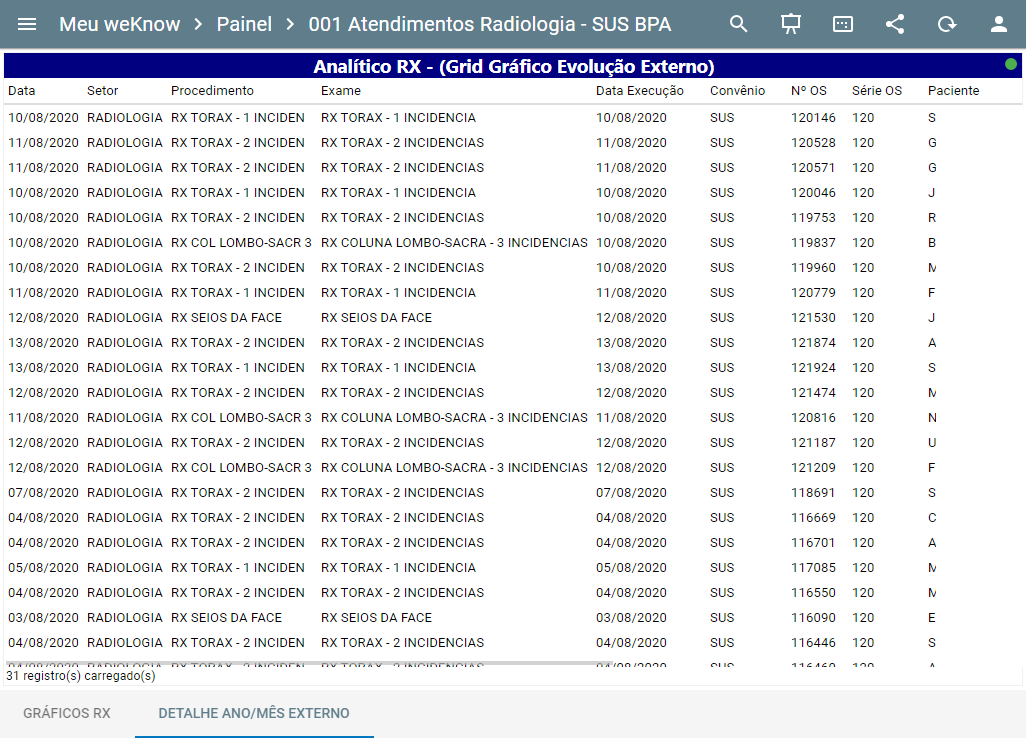 Meu weKnow > Painel > 001 Atendimentos Radiologia - SUS BPA
Analítico RX - (Grid Gráfico Evolução Externo)
Data Setor Procedimento Exame Data Execução Convênio Nº OS Série OS Paciente
10/08/2020 RADIOLOGIA RX TORAX - 1 INCIDEN RX TORAX - 1 INCIDENCIA 10/08/2020 SUS 120146 120 S
11/08/2020 RADIOLOGIA RX TORAX - 2 INCIDEN RX TORAX - 2 INCIDENCIAS 11/08/2020 SUS 120528 120 G
11/08/2020 RADIOLOGIA RX TORAX - 2 INCIDEN RX TORAX - 2 INCIDENCIAS 11/08/2020 SUS 120571 120 G
10/08/2020 RADIOLOGIA RX TORAX - 1 INCIDEN RX TORAX - 1 INCIDENCIA 10/08/2020 SUS 120046 120 J
10/08/2020 RADIOLOGIA RX TORAX - 2 INCIDEN RX TORAX - 2 INCIDENCIAS 10/08/2020 SUS 119753 120 R
10/08/2020 RADIOLOGIA RX COL LOMBO-SACR 3 RX COLUNA LOMBO-SACRA - 3 INCIDENCIAS 10/08/2020 SUS 119837 120 B
10/08/2020 RADIOLOGIA RX TORAX - 2 INCIDEN RX TORAX - 2 INCIDENCIAS 10/08/2020 SUS 119960 120 M
11/08/2020 RADIOLOGIA RX TORAX - 1 INCIDEN RX TORAX - 1 INCIDENCIA 11/08/2020 SUS 120779 120 F
12/08/2020 RADIOLOGIA RX SEIOS DA FACE RX SEIOS DA FACE 12/08/2020 SUS 121530 120 J
13/08/2020 RADIOLOGIA RX TORAX - 2 INCIDEN RX TORAX - 2 INCIDENCIAS 13/08/2020 SUS 121874 120 A
13/08/2020 RADIOLOGIA RX TORAX - 1 INCIDEN RX TORAX - 1 INCIDENCIA 13/08/2020 SUS 121924 120 S
12/08/2020 RADIOLOGIA RX TORAX - 2 INCIDEN RX TORAX - 2 INCIDENCIAS 12/08/2020 SUS 121474 120 M
11/08/2020 RADIOLOGIA RX COL LOMBO-SACR 3 RX COLUNA LOMBO-SACRA - 3 INCIDENCIAS 11/08/2020 SUS 120816 120 N
12/08/2020 RADIOLOGIA RX TORAX - 2 INCIDEN RX TORAX - 2 INCIDENCIAS 12/08/2020 SUS 121187 120 U
12/08/2020 RADIOLOGIA RX COL LOMBO-SACR 3 RX COLUNA LOMBO-SACRA - 3 INCIDENCIAS 12/08/2020 SUS 121209 120 F
07/08/2020 RADIOLOGIA RX TORAX - 2 INCIDEN RX TORAX - 2 INCIDENCIAS 07/08/2020 SUS 118691 120 S
04/08/2020 RADIOLOGIA RX TORAX - 2 INCIDEN RX TORAX - 2 INCIDENCIAS 04/08/2020 SUS 116669 120 C
04/08/2020 RADIOLOGIA RX TORAX - 2 INCIDEN RX TORAX - 2 INCIDENCIAS 04/08/2020 SUS 116701 120 A
05/08/2020 RADIOLOGIA RX TORAX - 1 INCIDEN RX TORAX - 1 INCIDENCIA 05/08/2020 SUS 117085 120 M
04/08/2020 RADIOLOGIA RX TORAX - 2 INCIDEN RX TORAX - 2 INCIDENCIAS 04/08/2020 SUS 116550 120 M
03/08/2020 RADIOLOGIA RX SEIOS DA FACE RX SEIOS DA FACE 03/08/2020 SUS 116090 120 E
04/08/2020 RADIOLOGIA RX TORAX - 2 INCIDEN RX TORAX - 2 INCIDENCIAS 04/08/2020 SUS 116446 120 S
31 registro(s) carregado(s)
GRÁFICOS RX DETALHE ANO/MÊS EXTERNO